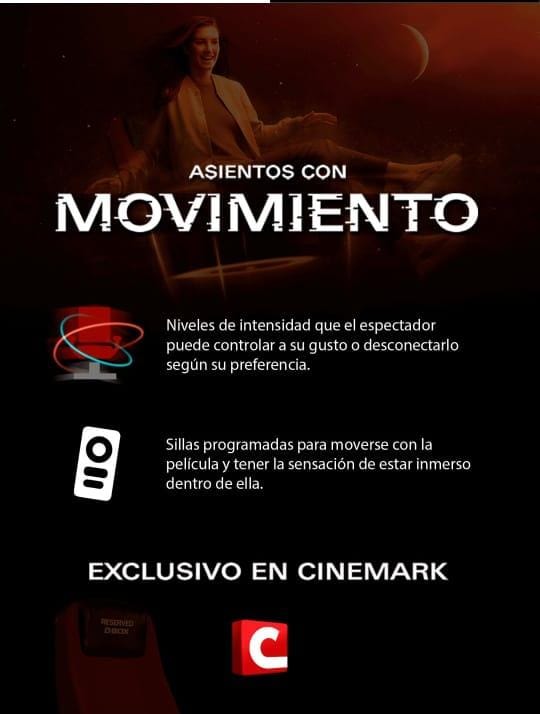 ASIENTOS CON
MOVIMIENTO
Niveles de intensidad que el espectador
puede controlar a su gusto o desconectarlo
según su preferencia.
Sillas programadas para moverse con la
película y tener la sensación de estar inmerso
dentro de ella.
EXCLUSIVO EN CINEMARK
RESERVED
C